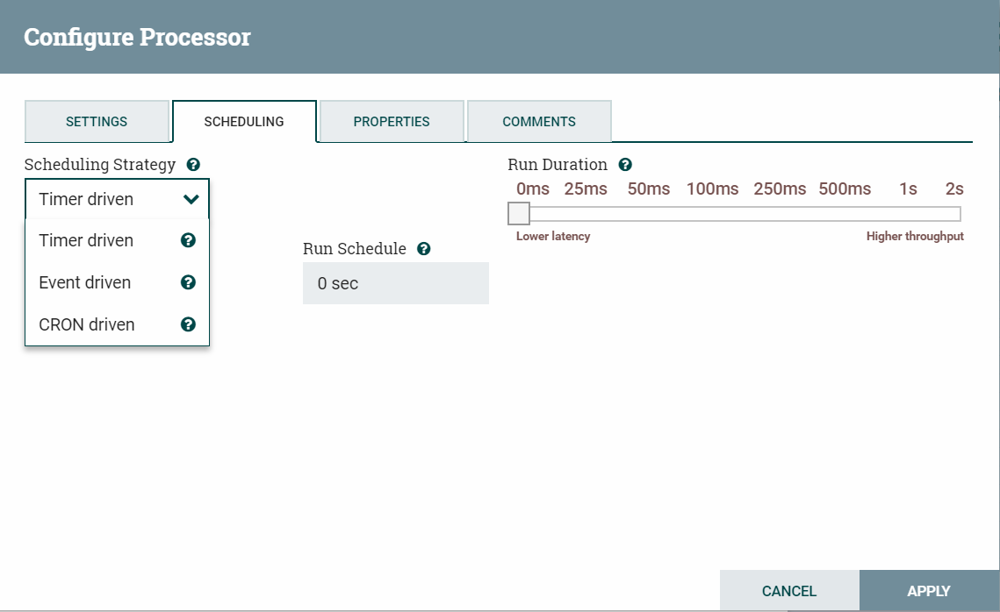 Configure Processor
SETTINGS
SCHEDULING
PROPERTIES
COMMENTS
Scheduling Strategy
Timer driven
Timer driven
Event driven
CRON driven
Run Schedule
0 sec
Run Duration
0ms 25ms 50ms 100ms 250ms 500ms 1s 2s
Lower latency Higher throughput
CANCEL
APPLY